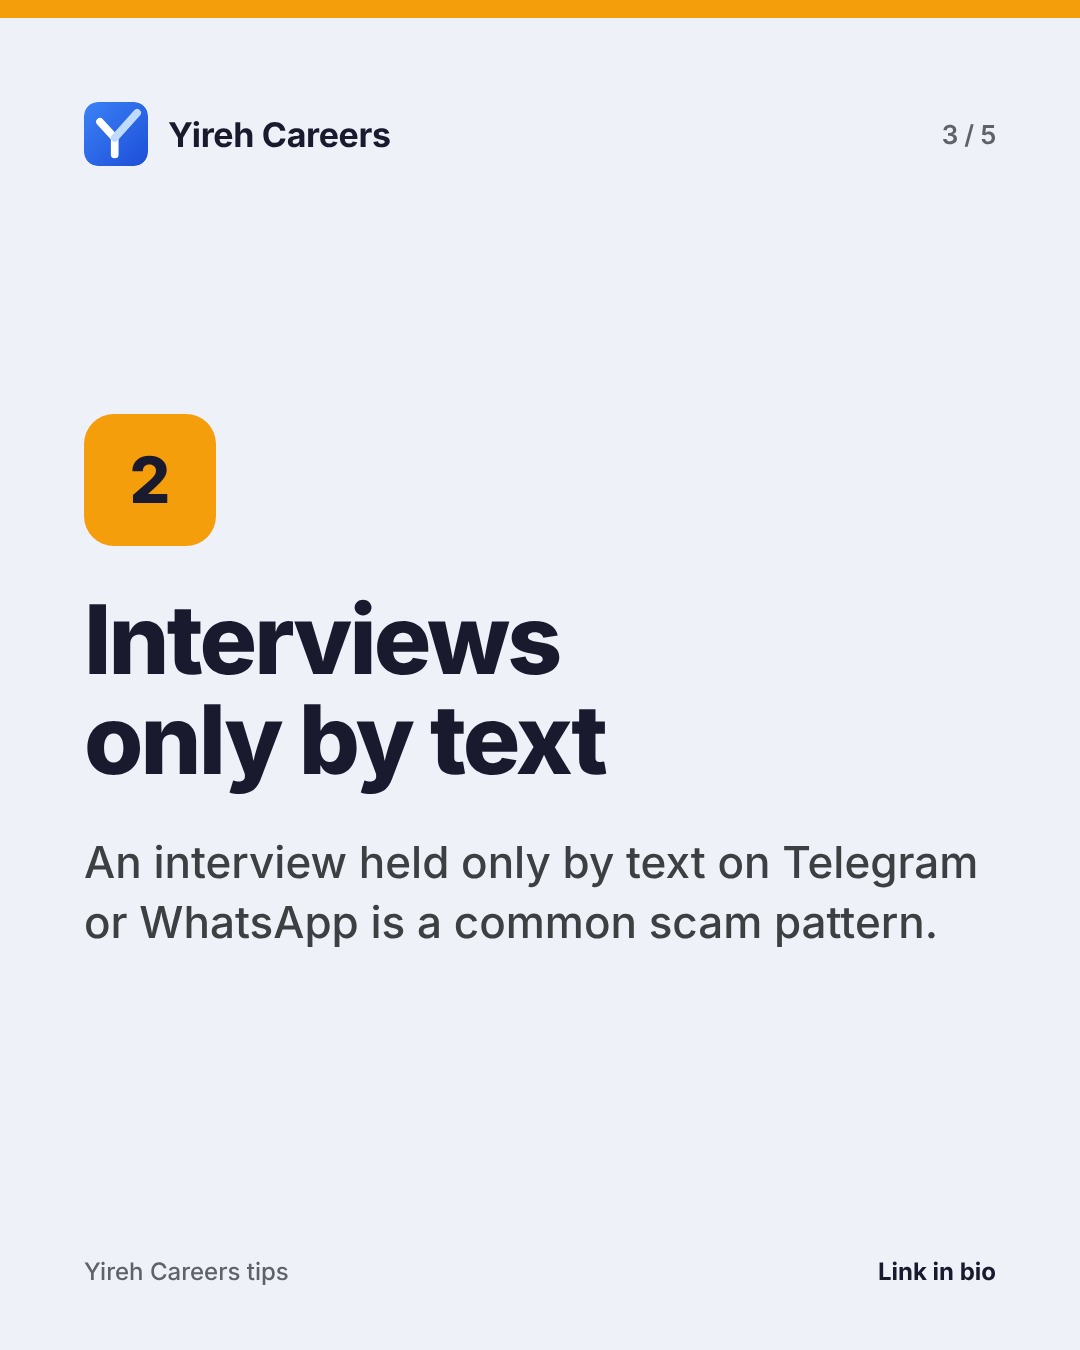 Yireh Careers
3 / 5
2
Interviews
only by text
An interview held only by text on Telegram
or WhatsApp is a common scam pattern.
Yireh Careers tips
Link in bio